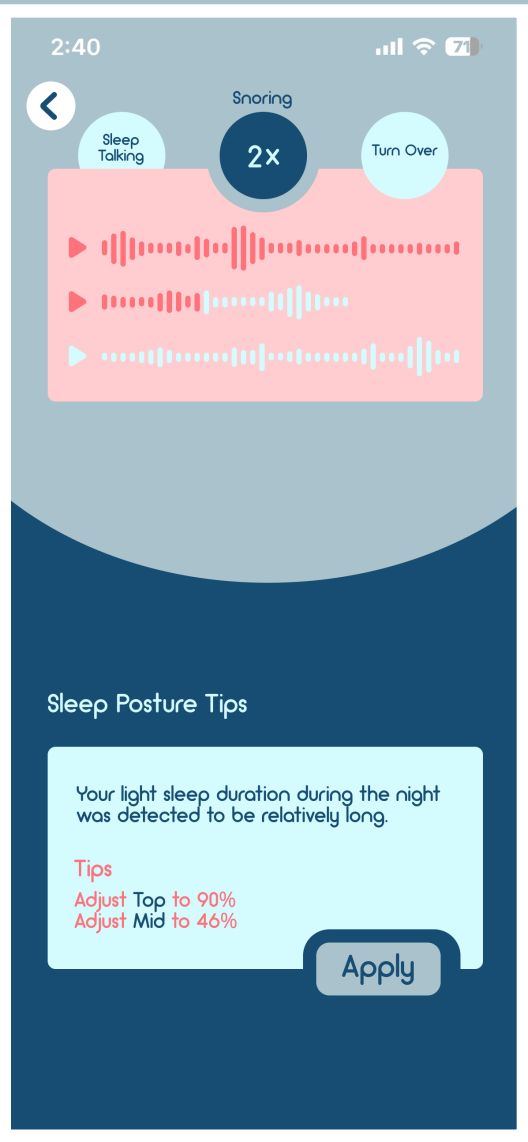 2:40
71
Snoring
Sleep
Talking
2×
Turn Over
Sleep Posture Tips
Your light sleep duration during the night
was detected to be relatively long.
Tips
Adjust Top to 90%
Adjust Mid to 46%
Apply